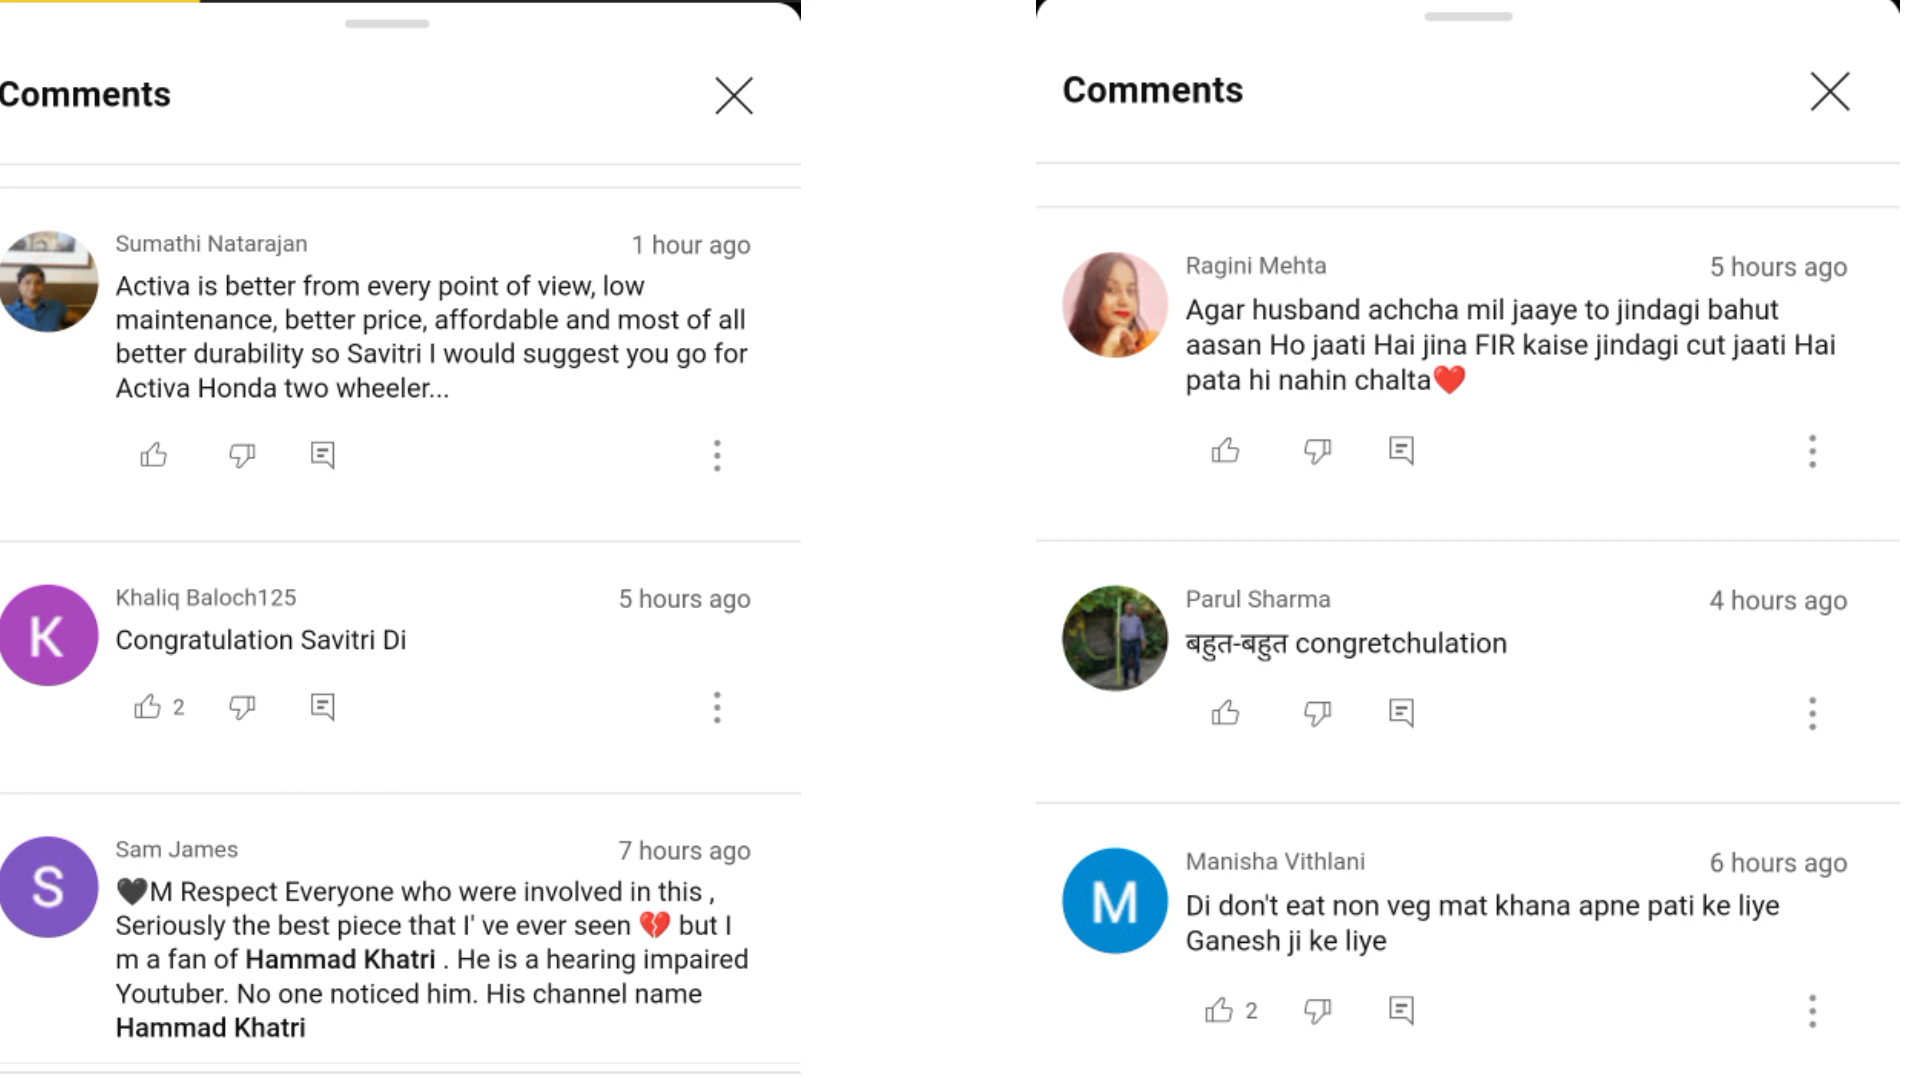 Comments
Sumathi Natarajan 1 hour ago
Activa is better from every point of view, low
maintenance, better price, affordable and most of all
better durability so Savitri I would suggest you go for
Activa Honda two wheeler...
K
Khaliq Baloch125 5 hours ago
Congratulation Savitri Di
2
S
Sam James 7 hours ago
🖤M Respect Everyone who were involved in this ,
Seriously the best piece that I' ve ever seen 💔 but I
m a fan of Hammad Khatri . He is a hearing impaired
Youtuber. No one noticed him. His channel name
Hammad Khatri
Comments
Ragini Mehta 5 hours ago
Agar husband achcha mil jaaye to jindagi bahut
aasan Ho jaati Hai jina FIR kaise jindagi cut jaati Hai
pata hi nahin chalta❤️
Parul Sharma 4 hours ago
बहुत-बहुत congretchulation
M
Manisha Vithlani 6 hours ago
Di don't eat non veg mat khana apne pati ke liye
Ganesh ji ke liye
2